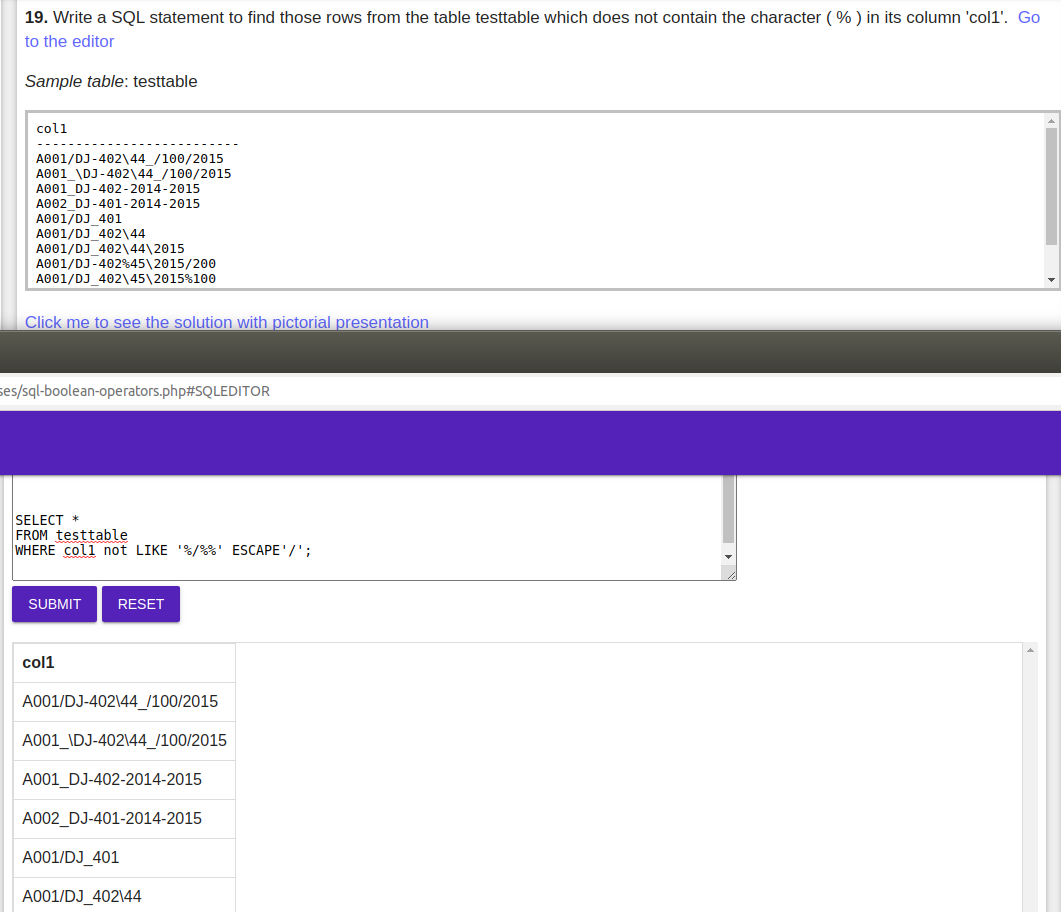 19. Write a SQL statement to find those rows from the table testtable which does not contain the character ( % ) in its column 'col1'. Go
to the editor
Sample table: testtable
col1
--------------------------
A001/DJ-402\44_/100/2015
A001_\DJ-402\44_/100/2015
A001_DJ-402-2014-2015
A002_DJ-401-2014-2015
A001/DJ_401
A001/DJ_402\44
A001/DJ_402\44\2015
A001/DJ-402%45\2015/200
A001/DJ_402\45\2015%100
Click me to see the solution with pictorial presentation
ses/sql-boolean-operators.php#SQLEDITOR
SELECT *
FROM testtable
WHERE col1 not LIKE '%/%%' ESCAPE'/';
SUBMIT RESET
col1
A001/DJ-402\44_/100/2015
A001_\DJ-402\44_/100/2015
A001_DJ-402-2014-2015
A002_DJ-401-2014-2015
A001/DJ_401
A001/DJ_402\44